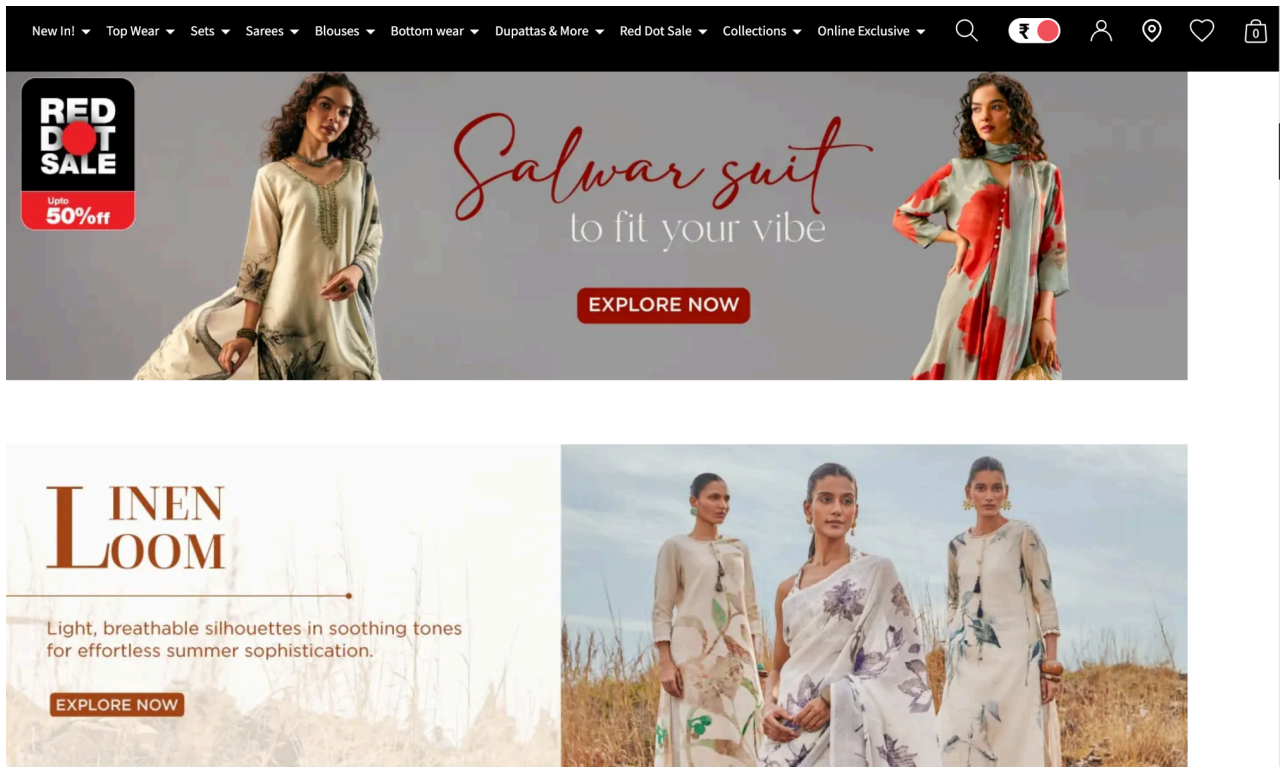 New In! Top Wear Sets Sarees Blouses Bottom wear Dupattas & More Red Dot Sale Collections Online Exclusive ₹ 0
RED
DOT
SALE
Upto
50%off
Salwar suit
to fit your vibe
EXPLORE NOW
LINEN
LOOM
Light, breathable silhouettes in soothing tones
for effortless summer sophistication.
EXPLORE NOW